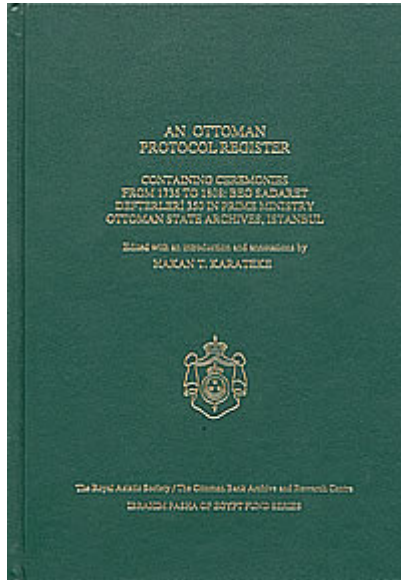 AN OTTOMAN
PROTOCOL REGISTER
CONTAINING CEREMONIES
FROM 1736 TO 1808: BEO SADARET
DEFTERLERİ 350 IN PRIME MINISTRY
OTTOMAN STATE ARCHIVES, ISTANBUL
Edited with an introduction and annotations by
HAKAN T. KARATEKE
The Royal Asiatic Society / The Ottoman Bank Archive and Research Centre
IBRAHIM PASHA OF EGYPT FUND SERIES